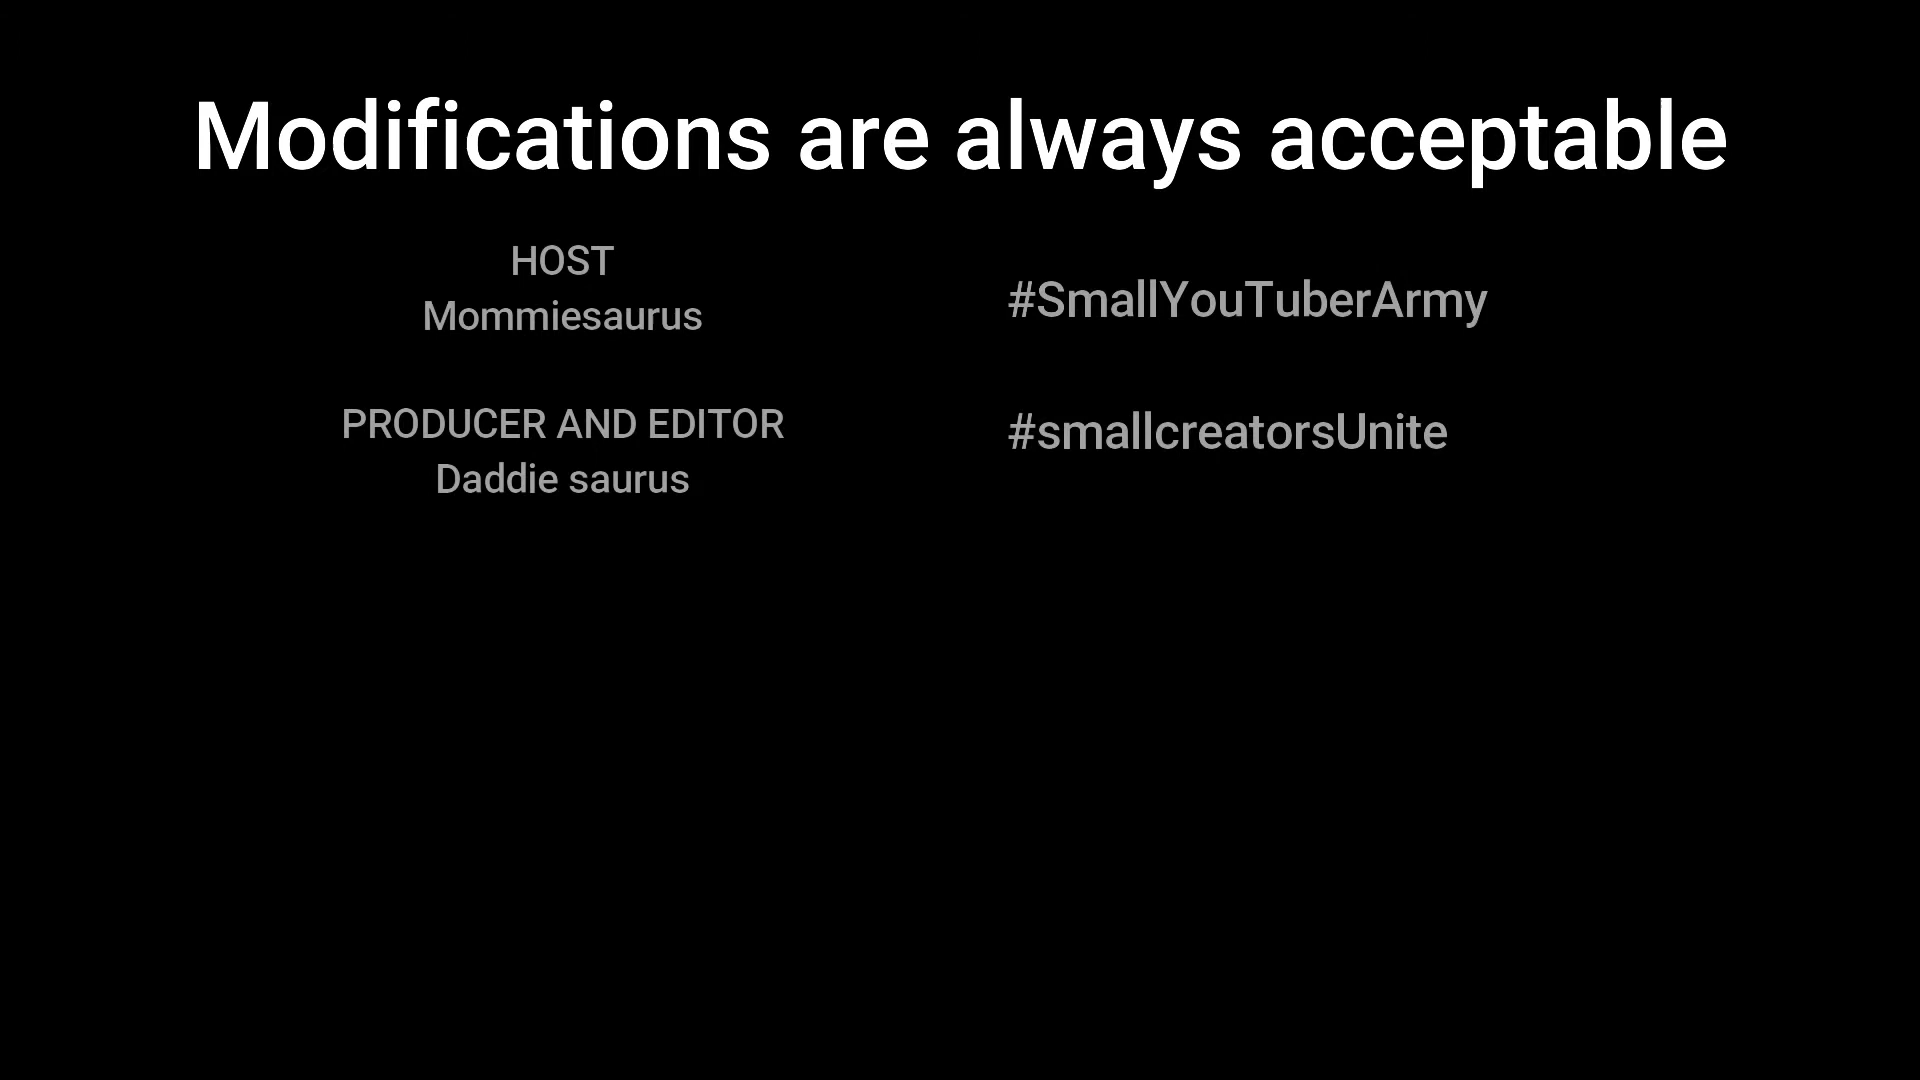 Modifications are always acceptable
HOST
Mommiesaurus
PRODUCER AND EDITOR
Daddie saurus
#SmallYouTuberArmy
#smallcreatorsUnite